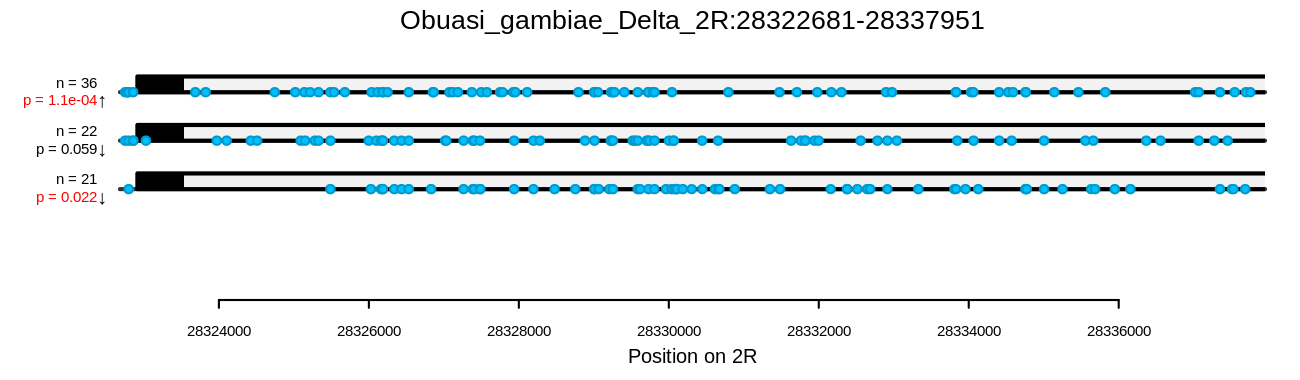 Obuasi_gambiae_Delta_2R:28322681-28337951
n = 36
p = 1.1e-04↑
n = 22
p = 0.059↓
n = 21
p = 0.022↓
28324000 28326000 28328000 28330000 28332000 28334000 28336000
Position on 2R